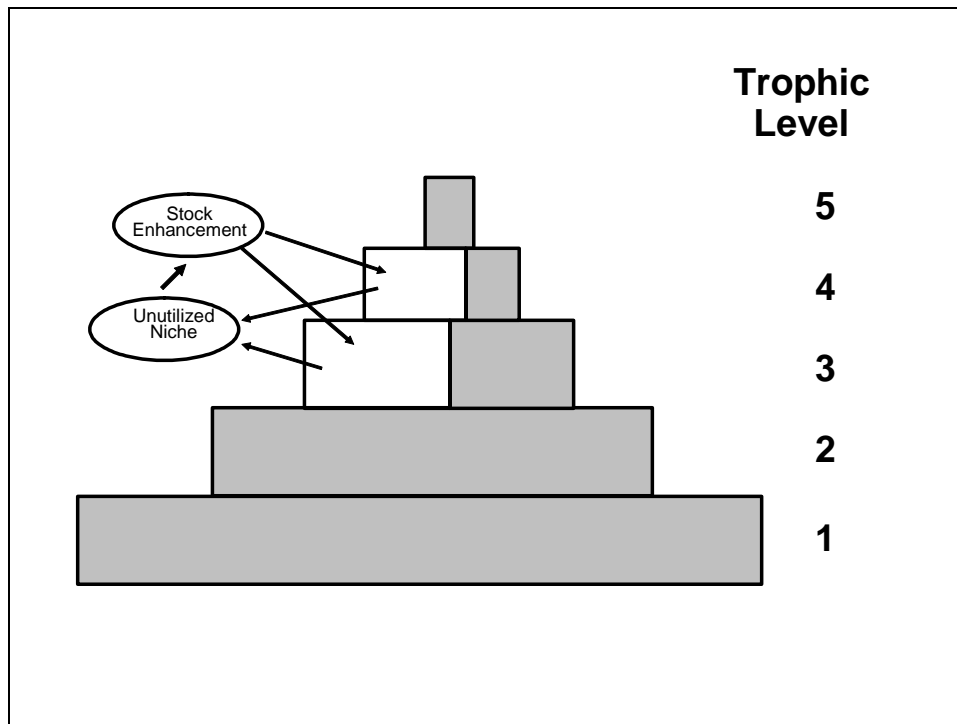 Trophic
Level
5
Stock
Enhancement
4
Unutilized
Niche
3
2
1